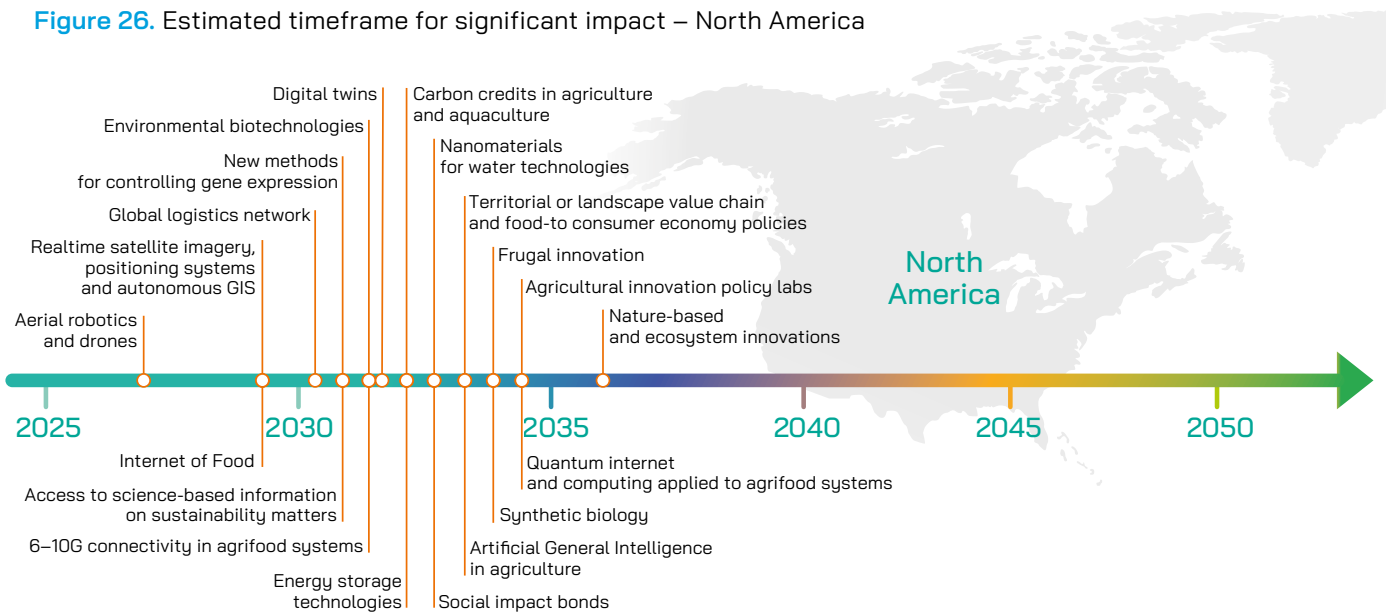 Figure 26. Estimated timeframe for significant impact – North America
Digital twins
Carbon credits in agriculture
and aquaculture
Environmental biotechnologies
Nanomaterials
for water technologies
New methods
for controlling gene expression
Territorial or landscape value chain
and food-to consumer economy policies
Global logistics network
Realtime satellite imagery,
positioning systems
and autonomous GIS
Frugal innovation
Agricultural innovation policy labs
Aerial robotics
and drones
Nature-based
and ecosystem innovations
North
America
2025
2030
2035
2040
2045
2050
Internet of Food
Quantum internet
and computing applied to agrifood systems
Access to science-based information
on sustainability matters
Synthetic biology
6–10G connectivity in agrifood systems
Artificial General Intelligence
in agriculture
Energy storage
technologies
Social impact bonds